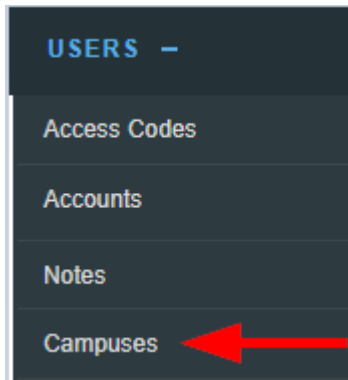 USERS –
Access Codes
Accounts
Notes
Campuses